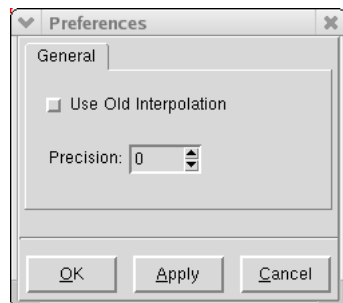 Preferences
General
Use Old Interpolation
Precision: 0
OK Apply Cancel